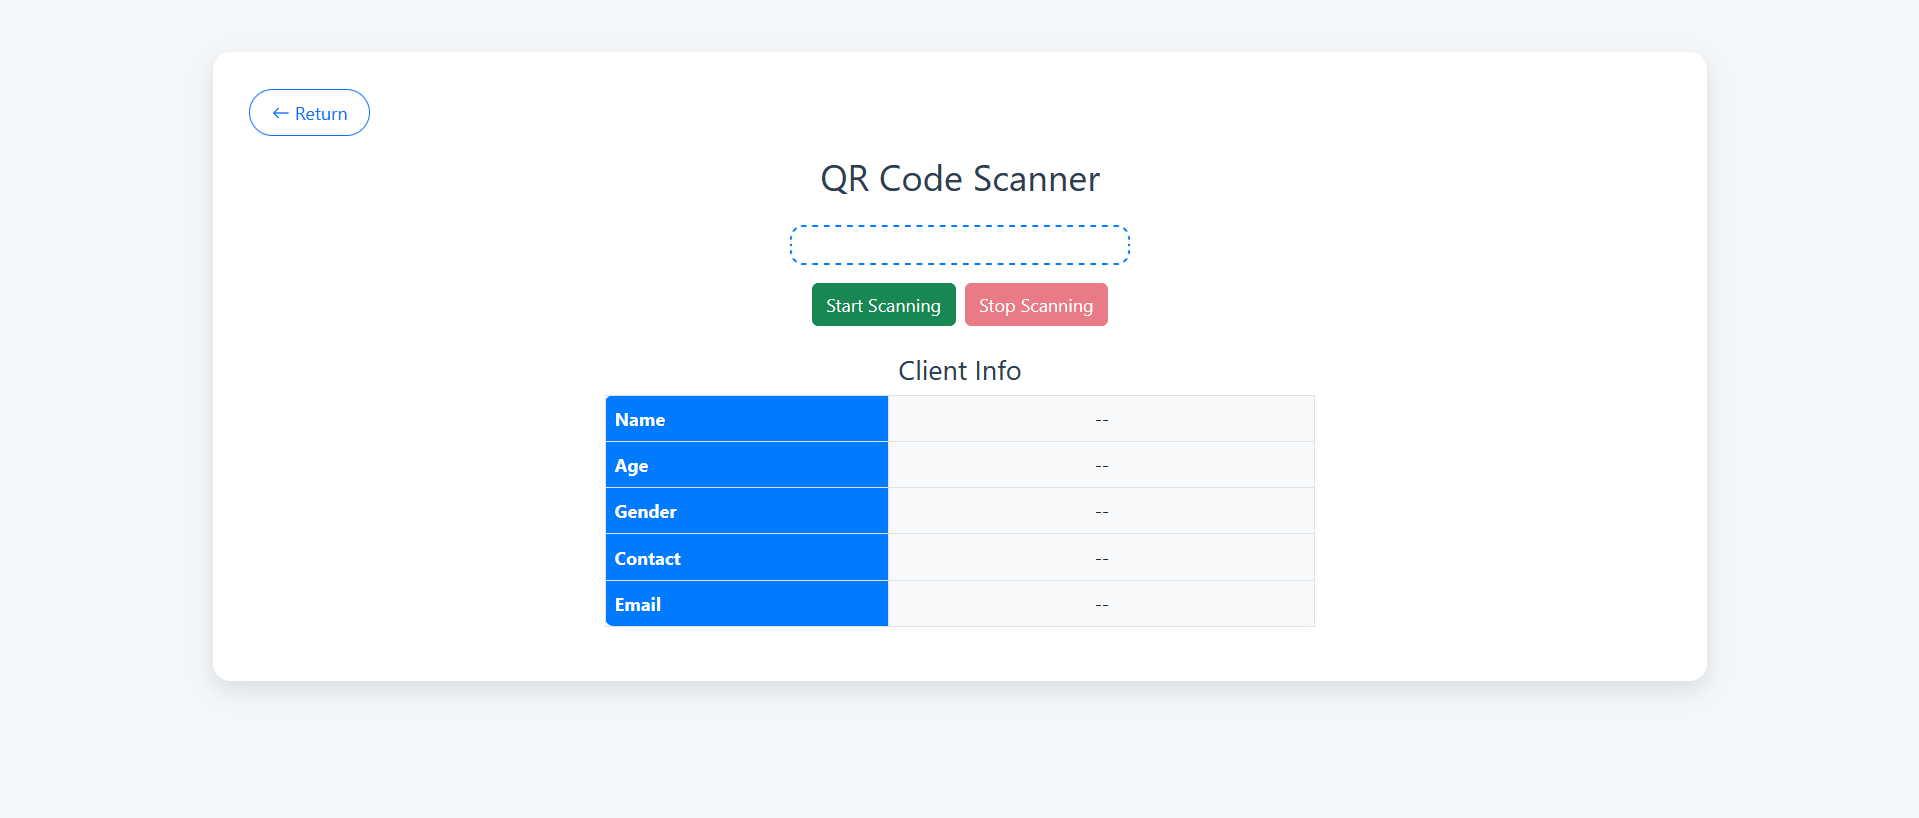 ← Return
QR Code Scanner
Start Scanning Stop Scanning
Client Info
Name --
Age --
Gender --
Contact --
Email --